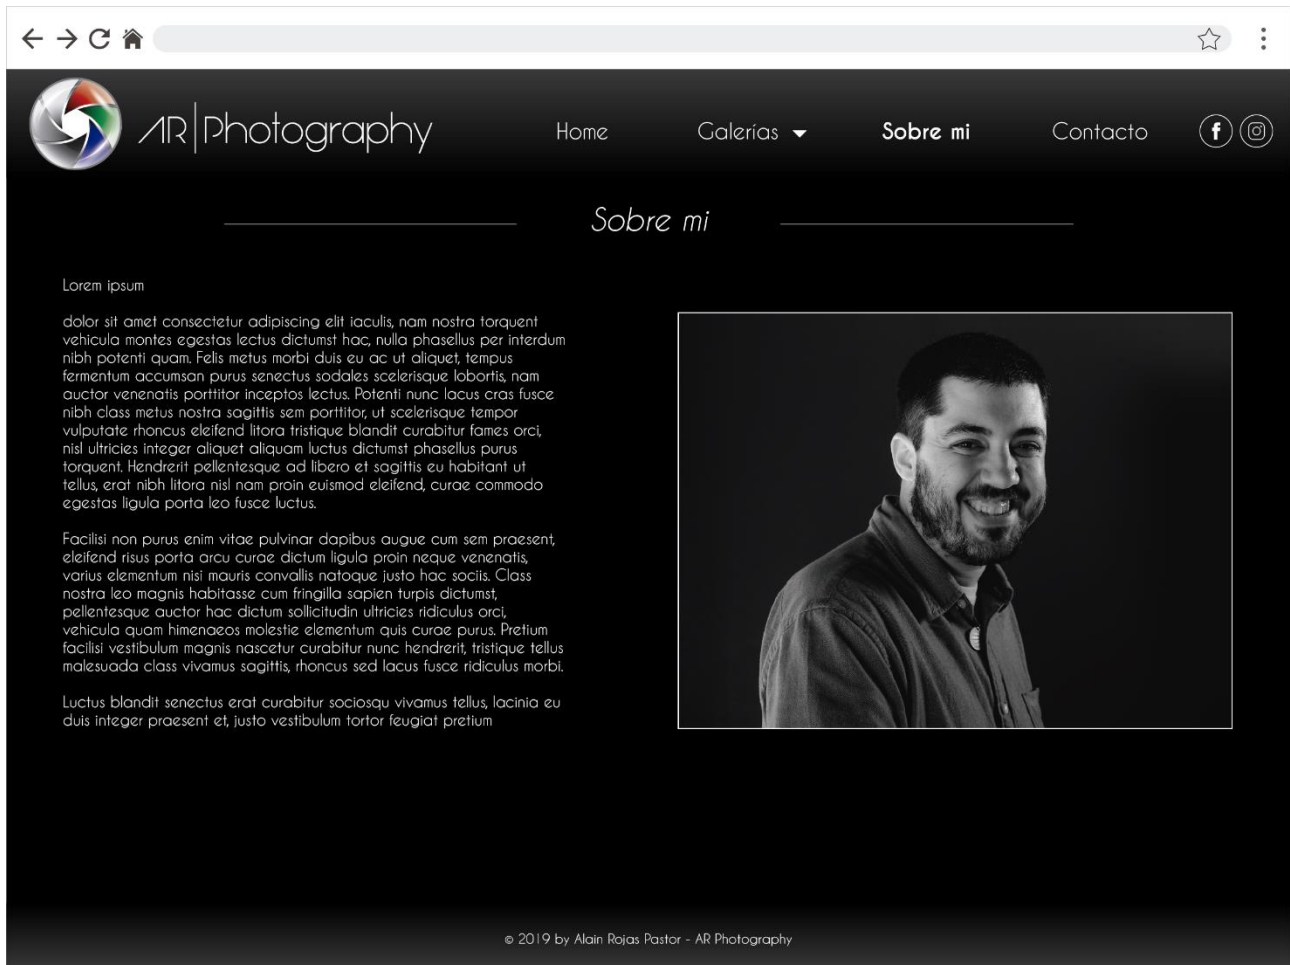 AR|Photography
Home
Galerías
Sobre mi
Contacto
Sobre mi
Lorem ipsum
dolor sit amet consectetur adipiscing elit iaculis, nam nostra torquent
vehicula montes egestas lectus dictumst hac, nulla phasellus per interdum
nibh potenti quam. Felis metus morbi duis eu ac ut aliquet, tempus
fermentum accumsan purus senectus sodales scelerisque lobortis, nam
auctor venenatis porttitor inceptos lectus. Potenti nunc lacus cras fusce
nibh class metus nostra sagittis sem porttitor, ut scelerisque tempor
vulputate rhoncus eleifend litora tristique blandit curabitur fames orci,
nisl ultricies integer aliquet aliquam luctus dictumst phasellus purus
torquent. Hendrerit pellentesque ad libero et sagittis eu habitant ut
tellus, erat nibh litora nisl nam proin euismod eleifend, curae commodo
egestas ligula porta leo fusce luctus.
Facilisi non purus enim vitae pulvinar dapibus augue cum sem praesent,
eleifend risus porta arcu curae dictum ligula proin neque venenatis,
varius elementum nisi mauris convallis natoque justo hac sociis. Class
nostra leo magnis habitasse cum fringilla sapien turpis dictumst,
pellentesque auctor hac dictum sollicitudin ultricies ridiculus orci,
vehicula quam himenaeos molestie elementum quis curae purus. Pretium
facilisi vestibulum magnis nascetur curabitur nunc hendrerit, tristique tellus
malesuada class vivamus sagittis, rhoncus sed lacus fusce ridiculus morbi.
Luctus blandit senectus erat curabitur sociosqu vivamus tellus, lacinia eu
duis integer praesent et, justo vestibulum tortor feugiat pretium
© 2019 by Alain Rojas Pastor - AR Photography